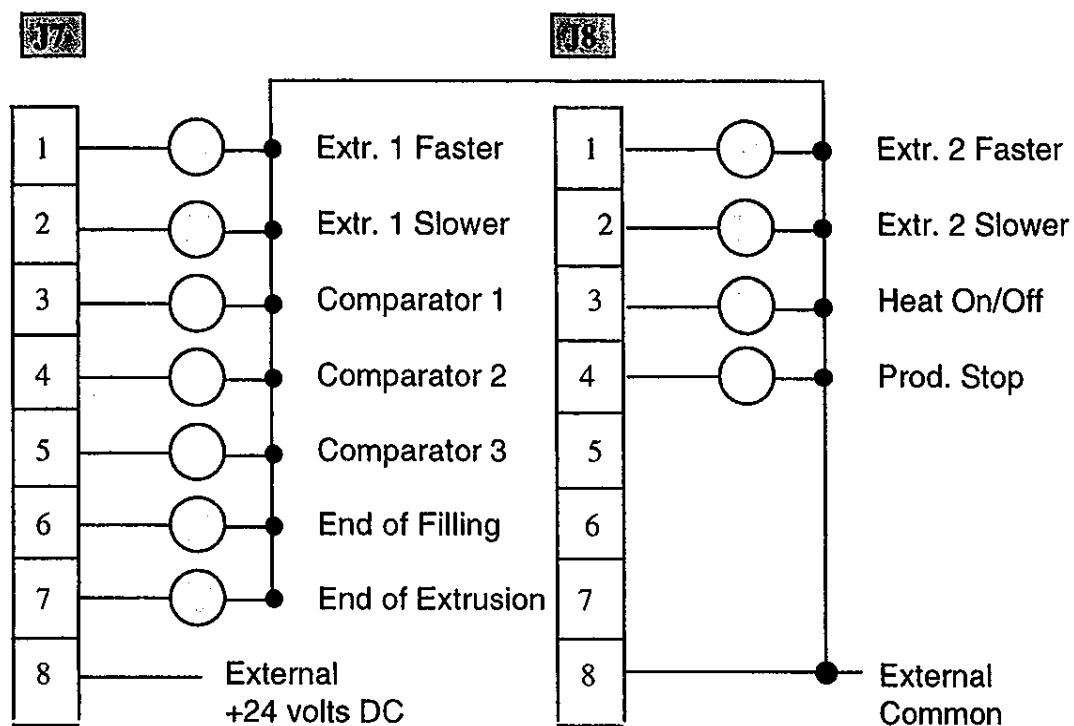 J7
1 Extr. 1 Faster
2 Extr. 1 Slower
3 Comparator 1
4 Comparator 2
5 Comparator 3
6 End of Filling
7 End of Extrusion
8 External
+24 volts DC
J8
1 Extr. 2 Faster
2 Extr. 2 Slower
3 Heat On/Off
4 Prod. Stop
5
6
7
8 External
Common